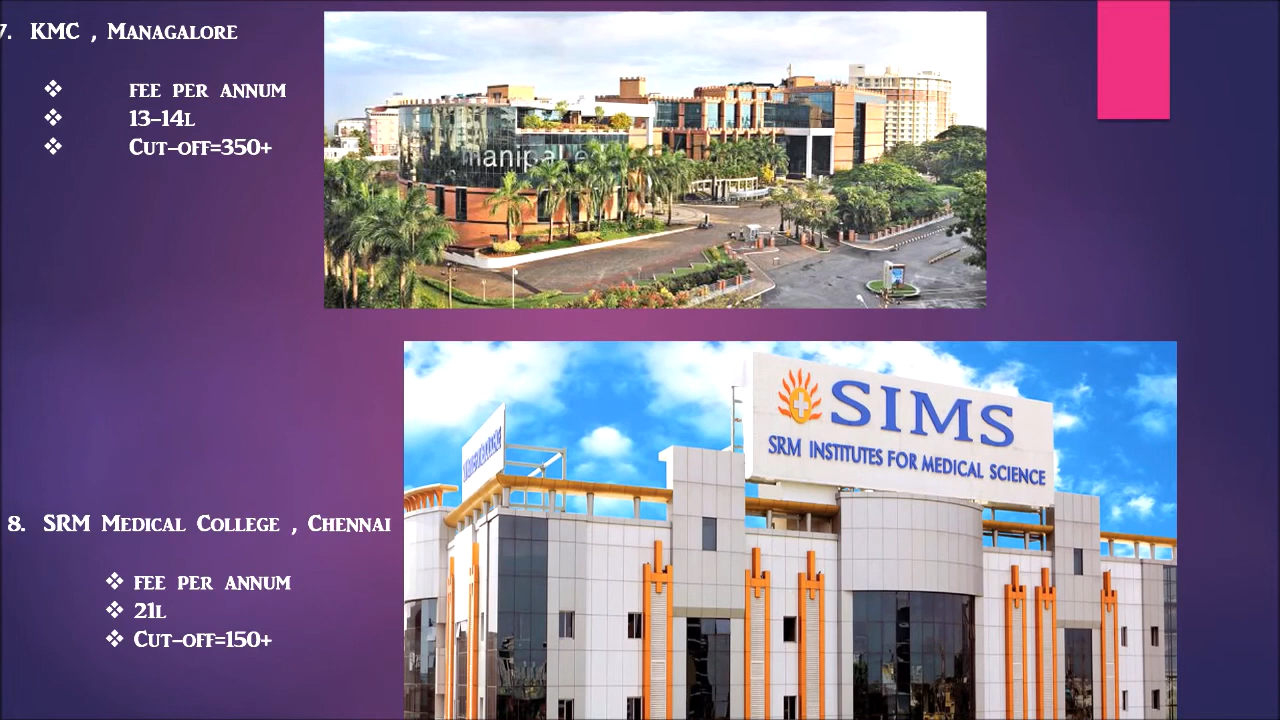 7. KMC , Managalore
❖ fee per annum
❖ 13-14l
❖ Cut-off=350+
manipal
SIMS
SRM INSTITUTES FOR MEDICAL SCIENCE
8. SRM Medical College , Chennai
❖ fee per annum
❖ 21l
❖ Cut-off=150+